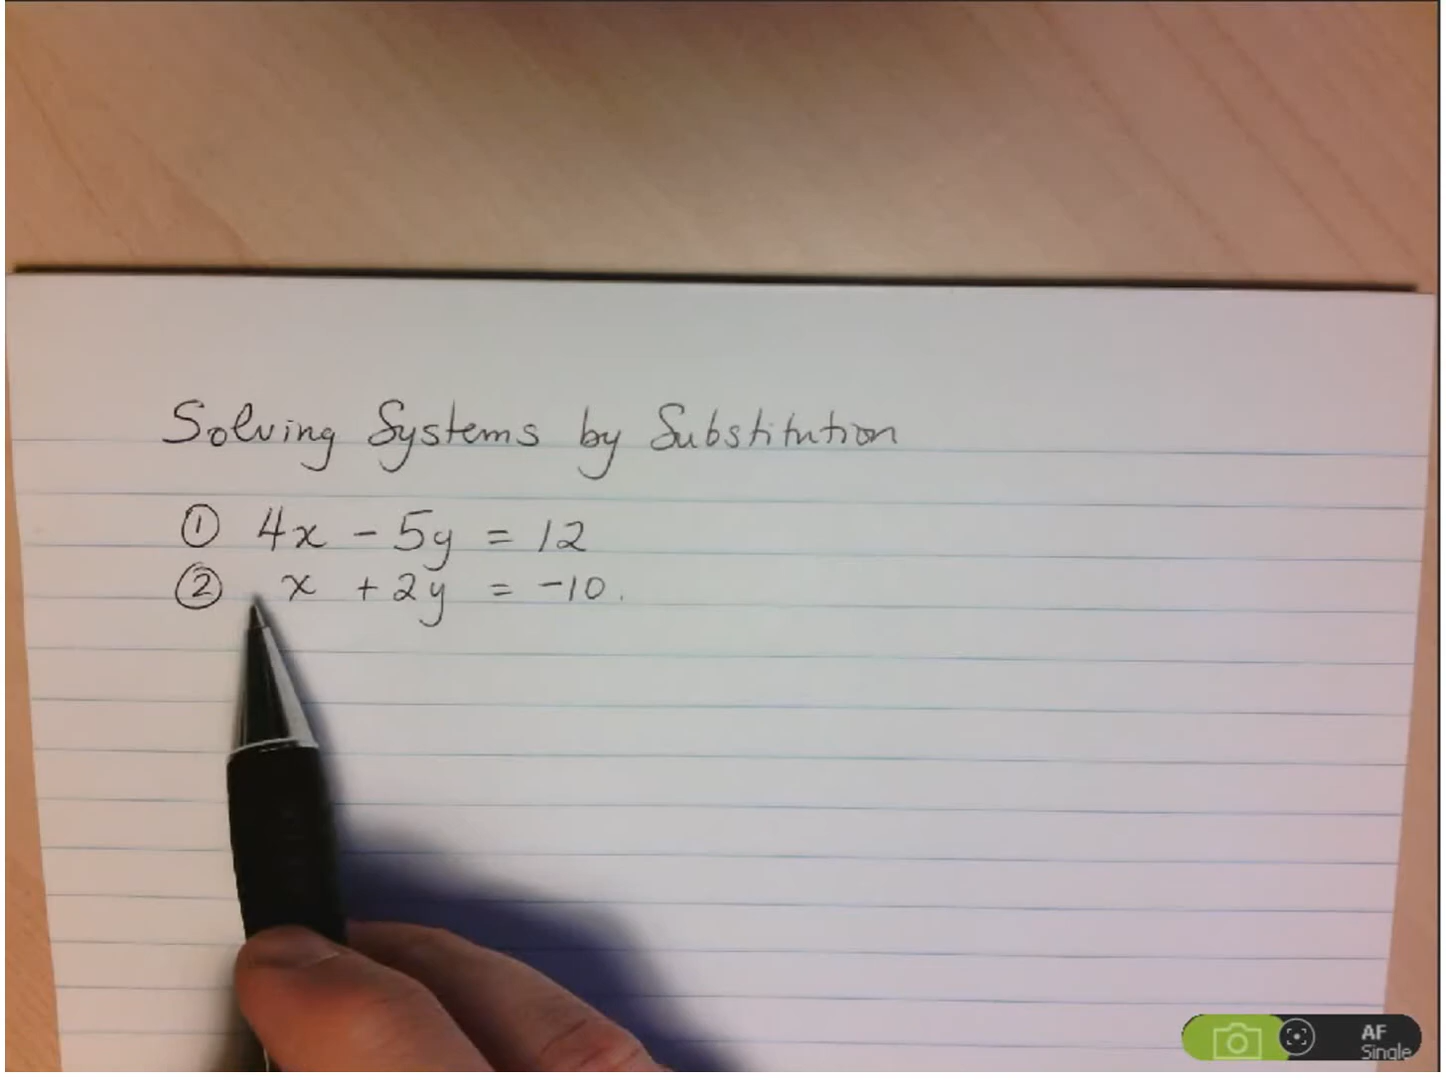 Solving Systems by Substitution
① 4x - 5y = 12
② x + 2y = -10.
AF
Single